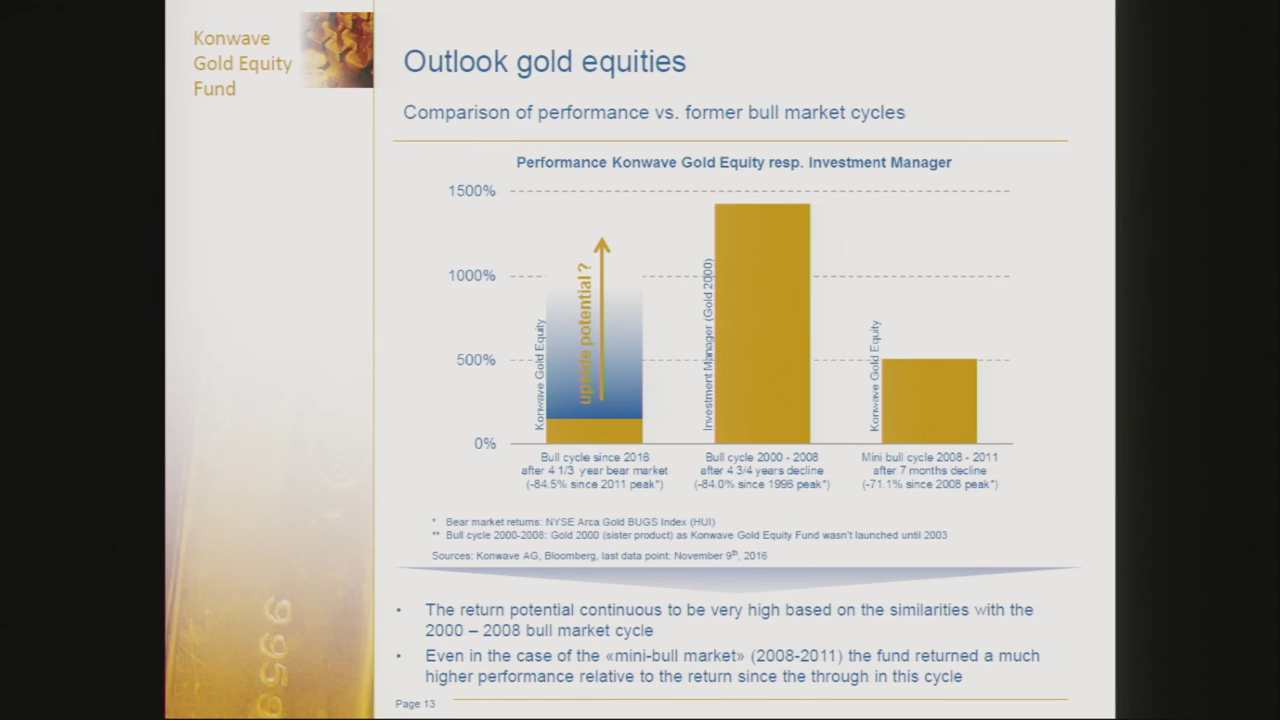 Konwave
Gold Equity
Fund
Outlook gold equities
Comparison of performance vs. former bull market cycles
Performance Konwave Gold Equity resp. Investment Manager
1500%
1000%
500%
0%
Konwave Gold Equity
upside potential ?
Investment Manager (Gold 2000)
Konwave Gold Equity
Bull cycle since 2016
after 4 1/3 year bear market
(-84.5% since 2011 peak*)
Bull cycle 2000 - 2008
after 4 3/4 years decline
(-84.0% since 1996 peak*)
Mini bull cycle 2008 - 2011
after 7 months decline
(-71.1% since 2008 peak*)
* Bear market returns: NYSE Arca Gold BUGS Index (HUI)
** Bull cycle 2000-2008: Gold 2000 (sister product) as Konwave Gold Equity Fund wasn't launched until 2003
Sources: Konwave AG, Bloomberg, last data point: November 9th, 2016
• The return potential continuous to be very high based on the similarities with the
2000 – 2008 bull market cycle
• Even in the case of the «mini-bull market» (2008-2011) the fund returned a much
higher performance relative to the return since the through in this cycle
Page 13
9959